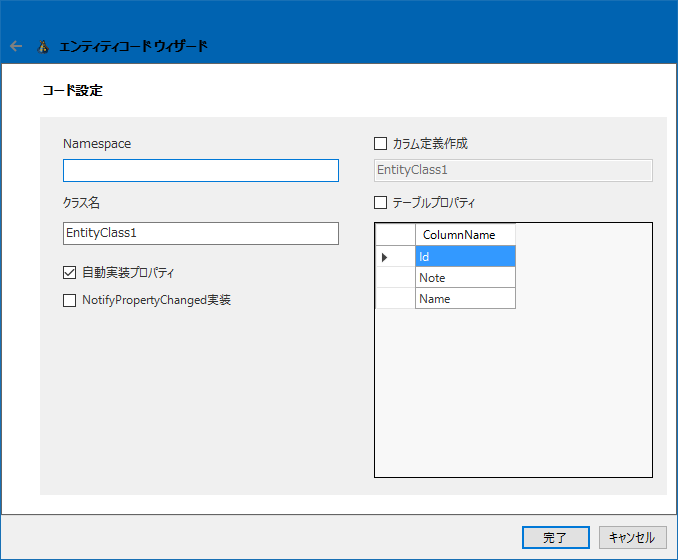 エンティティコード ウィザード
コード設定
Namespace
クラス名
EntityClass1
自動実装プロパティ
NotifyPropertyChanged実装
カラム定義作成
EntityClass1
テーブルプロパティ
ColumnName
Id
Note
Name
完了
キャンセル